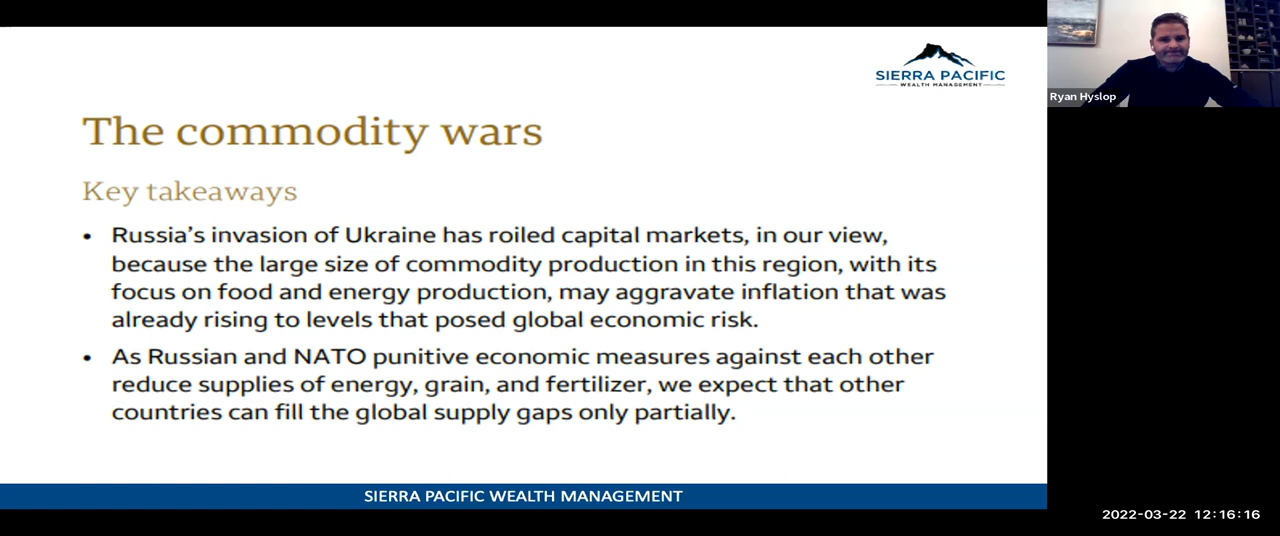 SIERRA PACIFIC
WEALTH MANAGEMENT
Ryan Hyslop
The commodity wars
Key takeaways
• Russia’s invasion of Ukraine has roiled capital markets, in our view,
because the large size of commodity production in this region, with its
focus on food and energy production, may aggravate inflation that was
already rising to levels that posed global economic risk.
• As Russian and NATO punitive economic measures against each other
reduce supplies of energy, grain, and fertilizer, we expect that other
countries can fill the global supply gaps only partially.
SIERRA PACIFIC WEALTH MANAGEMENT
2022-03-22 12:16:16